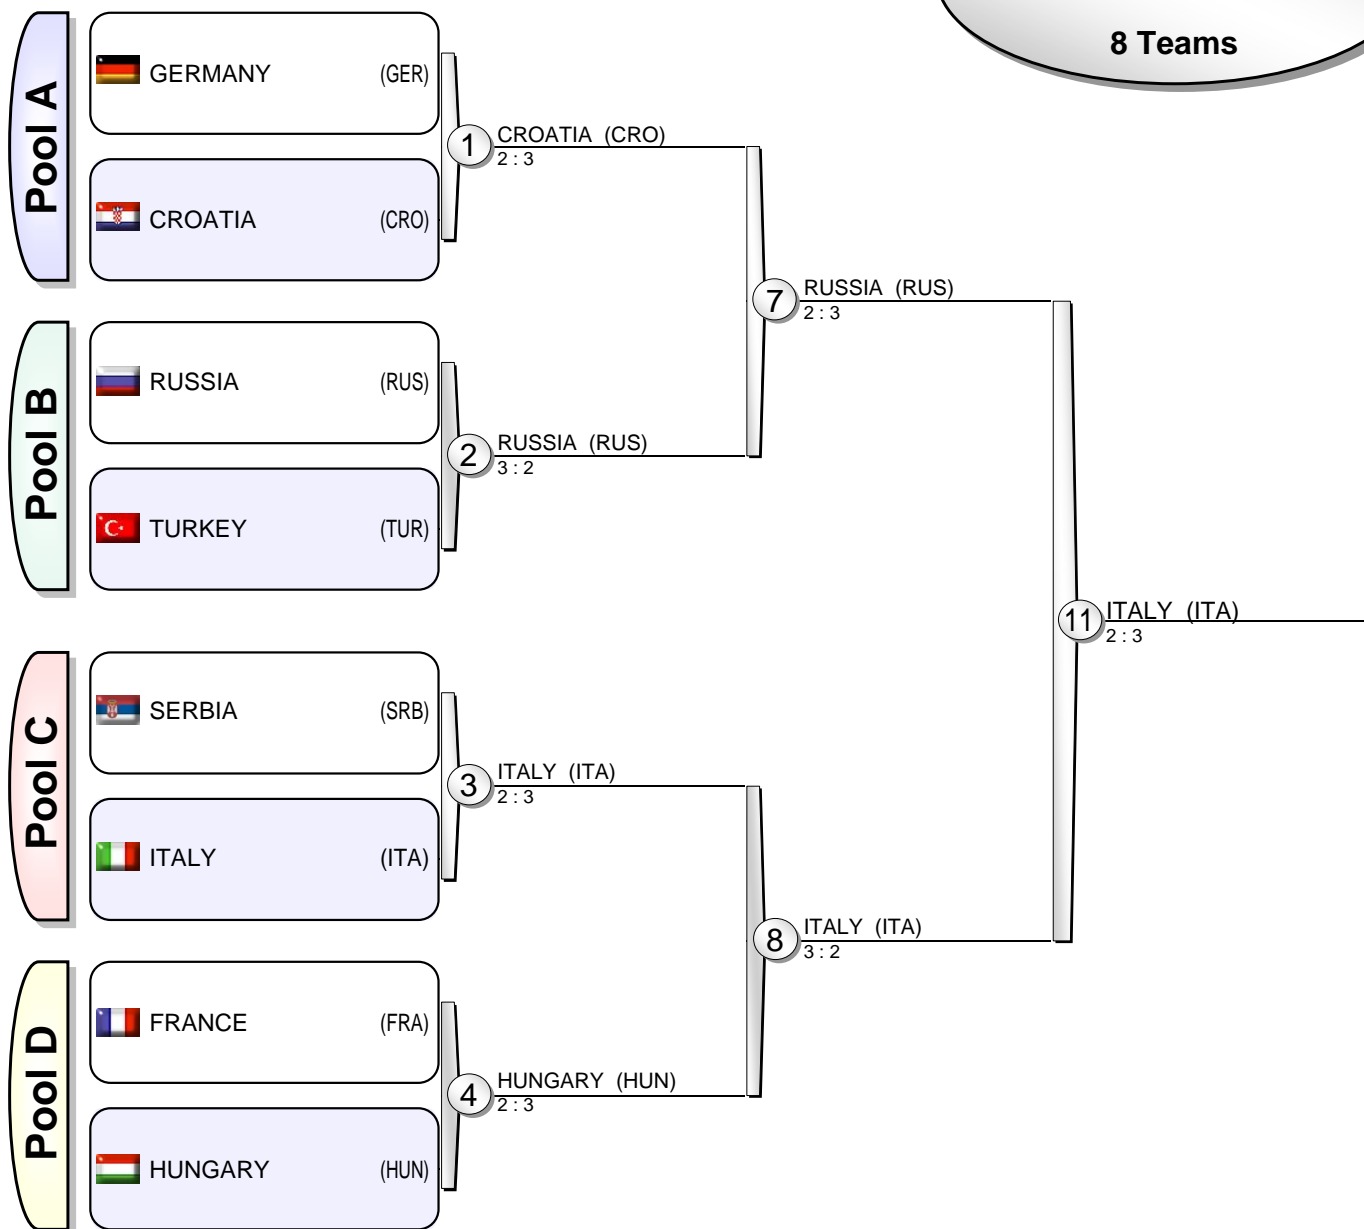 8 Teams
Pool A
GERMANY (GER)
CROATIA (CRO)
1
CROATIA (CRO)
2 : 3
Pool B
RUSSIA (RUS)
TURKEY (TUR)
2
RUSSIA (RUS)
3 : 2
7
RUSSIA (RUS)
2 : 3
Pool C
SERBIA (SRB)
ITALY (ITA)
3
ITALY (ITA)
2 : 3
Pool D
FRANCE (FRA)
HUNGARY (HUN)
4
HUNGARY (HUN)
2 : 3
8
ITALY (ITA)
3 : 2
11
ITALY (ITA)
2 : 3